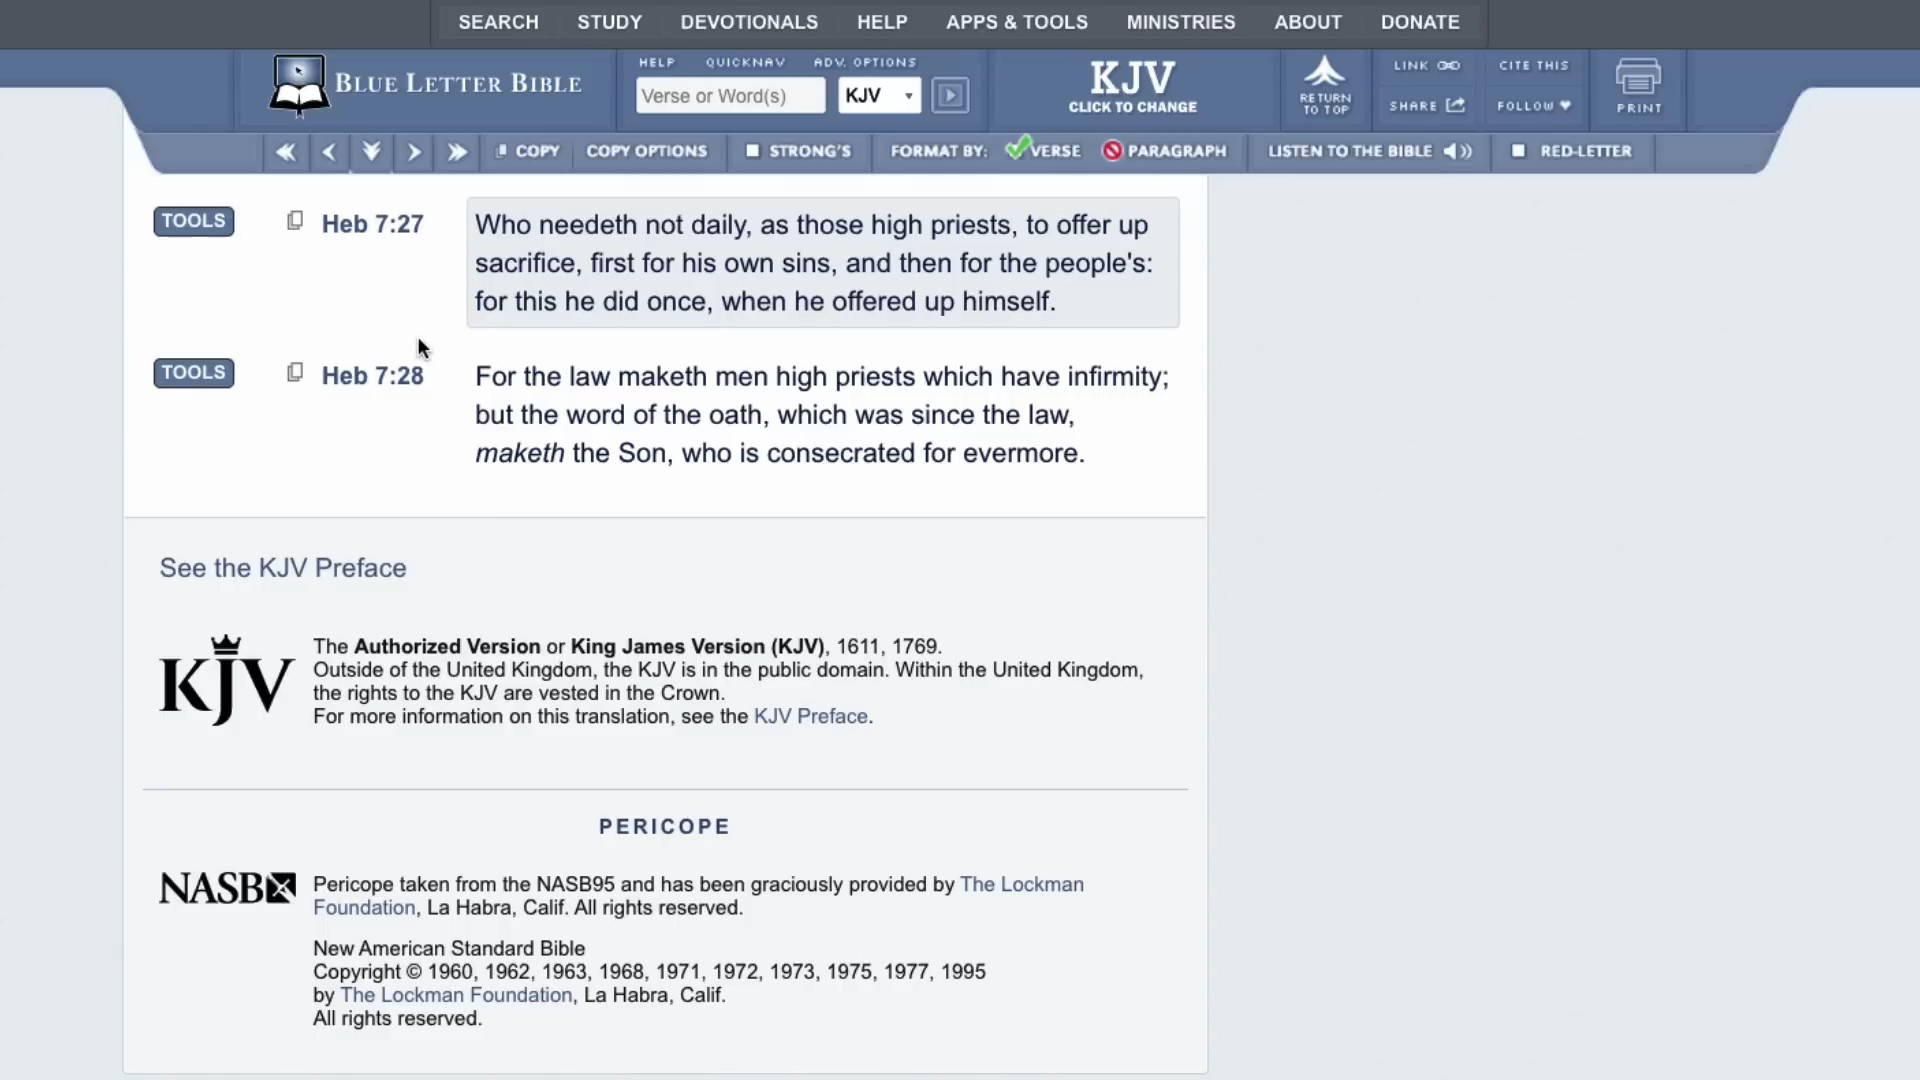 SEARCH STUDY DEVOTIONALS HELP APPS & TOOLS MINISTRIES ABOUT DONATE
BLUE LETTER BIBLE
HELP QUICKNAV ADV. OPTIONS
Verse or Word(s) KJV
KJV
CLICK TO CHANGE
RETURN
TO TOP
LINK CITE THIS
SHARE FOLLOW
PRINT
COPY COPY OPTIONS STRONG'S FORMAT BY: VERSE PARAGRAPH LISTEN TO THE BIBLE RED-LETTER
TOOLS Heb 7:27 Who needeth not daily, as those high priests, to offer up
sacrifice, first for his own sins, and then for the people's:
for this he did once, when he offered up himself.
TOOLS Heb 7:28 For the law maketh men high priests which have infirmity;
but the word of the oath, which was since the law,
maketh the Son, who is consecrated for evermore.
See the KJV Preface
KJV
The Authorized Version or King James Version (KJV), 1611, 1769.
Outside of the United Kingdom, the KJV is in the public domain. Within the United Kingdom,
the rights to the KJV are vested in the Crown.
For more information on this translation, see the KJV Preface.
PERICOPE
NASB
Pericope taken from the NASB95 and has been graciously provided by The Lockman
Foundation, La Habra, Calif. All rights reserved.
New American Standard Bible
Copyright © 1960, 1962, 1963, 1968, 1971, 1972, 1973, 1975, 1977, 1995
by The Lockman Foundation, La Habra, Calif.
All rights reserved.